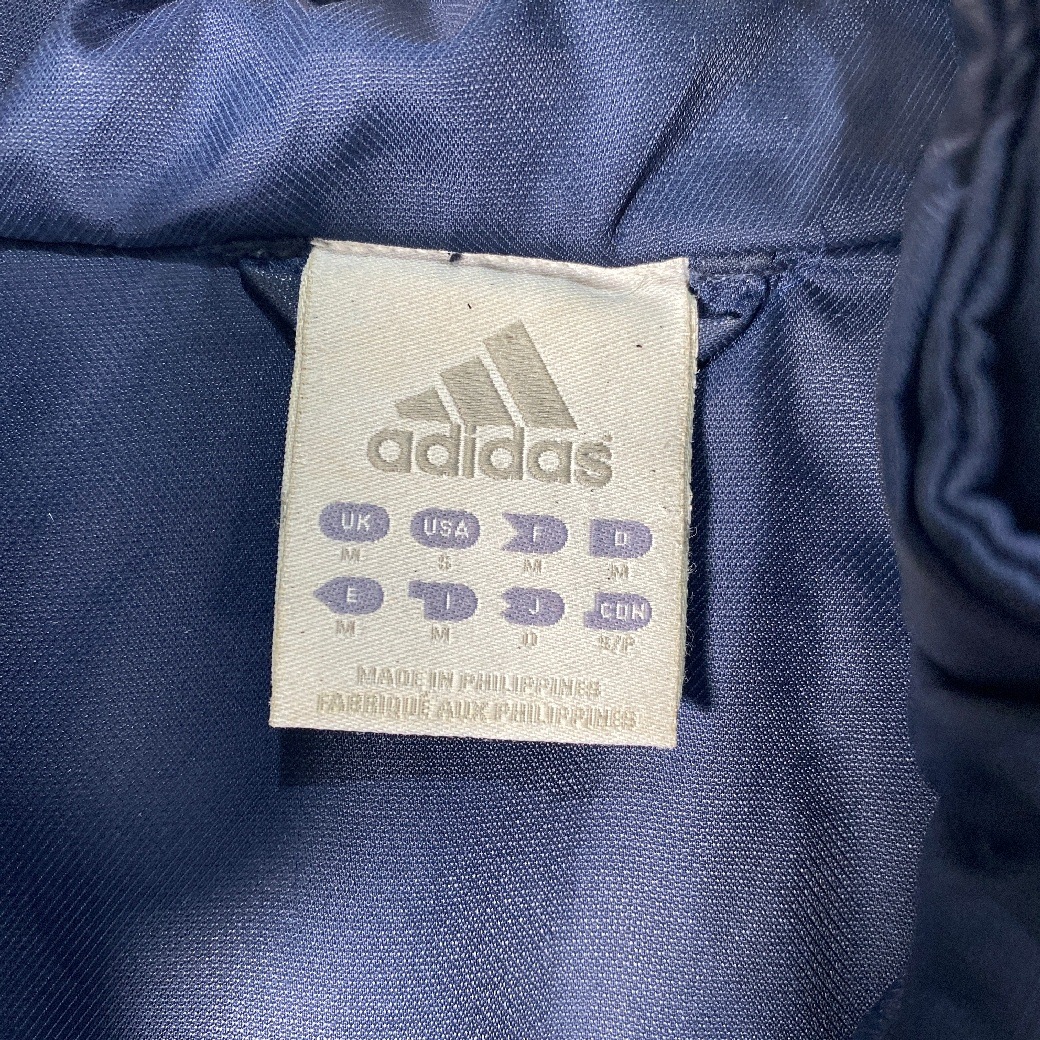 adidas
UK USA F D
M S M M
E I J CDN
M M O S/P
MADE IN PHILIPPINES
FABRIQUÉ AUX PHILIPPINES